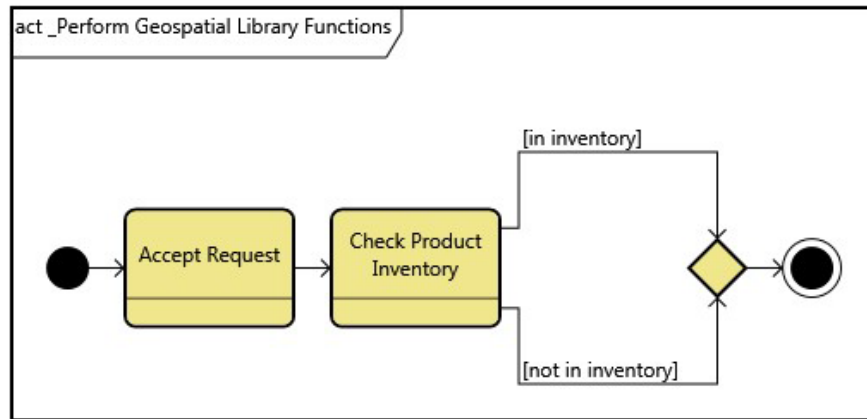 act _Perform Geospatial Library Functions
[in inventory]
Accept Request
Check Product
Inventory
[not in inventory]